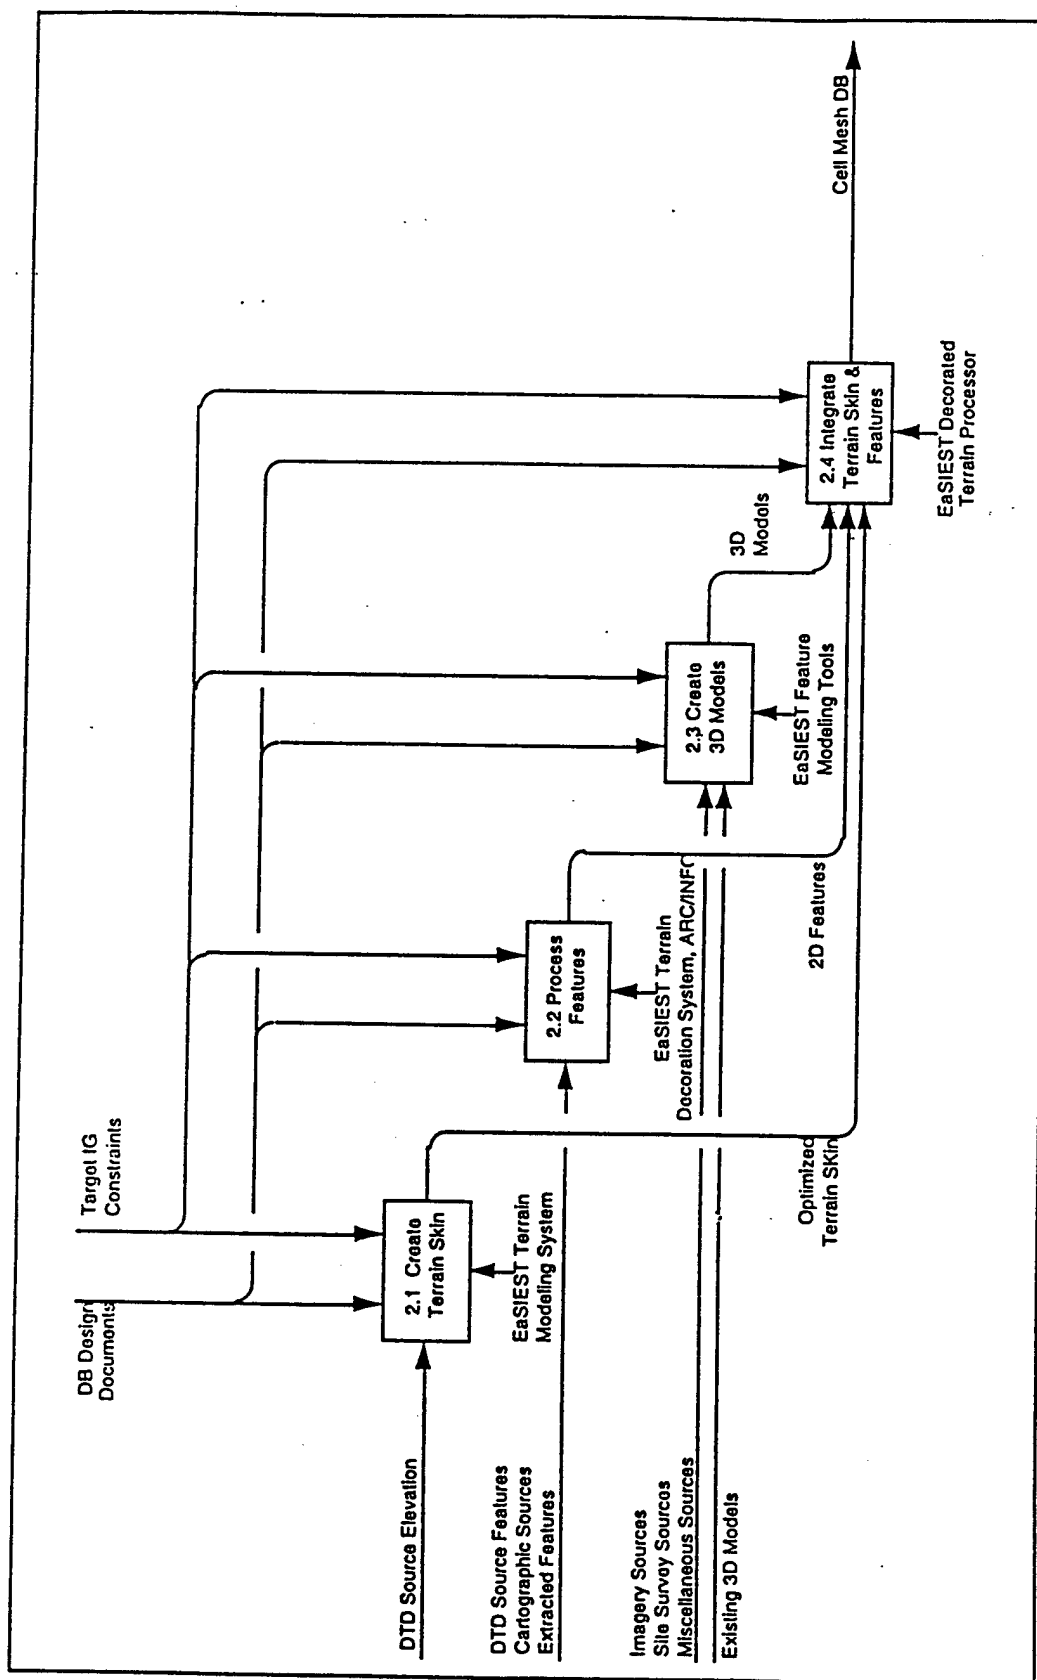 DB Design
Documents
Target IG
Constraints
DTD Source Elevation
2.1 Create
Terrain Skin
EaSIEST Terrain
Modeling System
DTD Source Features
Cartographic Sources
Extracted Features
2.2 Process
Features
EaSIEST Terrain
Decoration System, ARC/INFO
Imagery Sources
Site Survey Sources
Miscellaneous Sources
Existing 3D Models
2.3 Create
3D Models
EaSIEST Feature
Modeling Tools
3D
Models
Optimized
Terrain SKin
2D Features
2.4 Integrate
Terrain Skin &
Features
EaSIEST Decorated
Terrain Processor
Cell Mesh DB